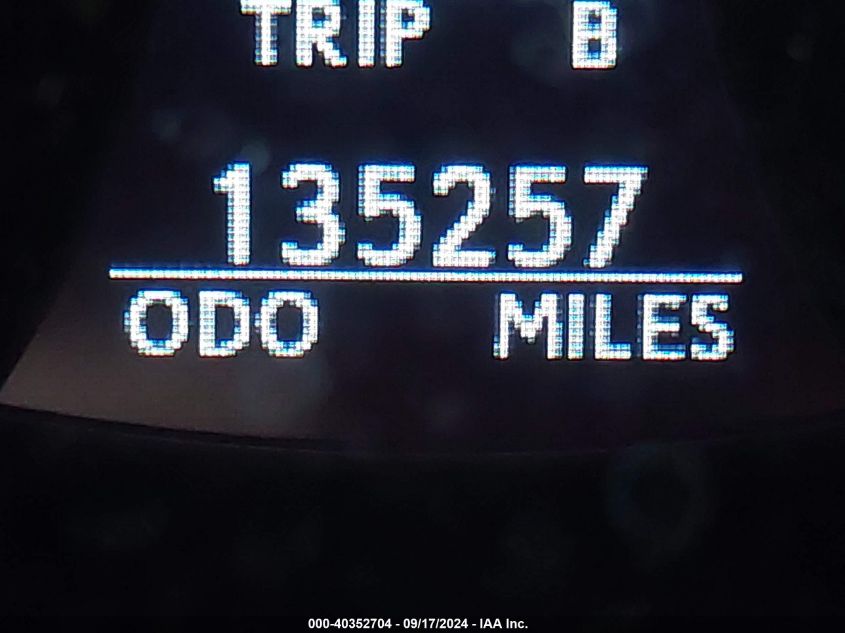 TRIP B
135257
ODO MILES
000-40352704 - 09/17/2024 - IAA Inc.